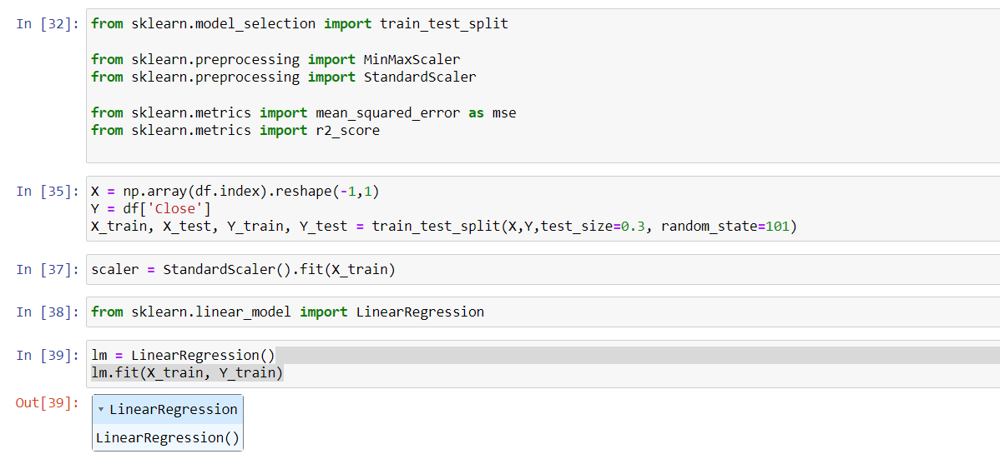 In [32]: from sklearn.model_selection import train_test_split
from sklearn.preprocessing import MinMaxScaler
from sklearn.preprocessing import StandardScaler
from sklearn.metrics import mean_squared_error as mse
from sklearn.metrics import r2_score
In [35]: X = np.array(df.index).reshape(-1,1)
Y = df['Close']
X_train, X_test, Y_train, Y_test = train_test_split(X,Y,test_size=0.3, random_state=101)
In [37]: scaler = StandardScaler().fit(X_train)
In [38]: from sklearn.linear_model import LinearRegression
In [39]: lm = LinearRegression()
lm.fit(X_train, Y_train)
Out[39]: ▾ LinearRegression
LinearRegression()